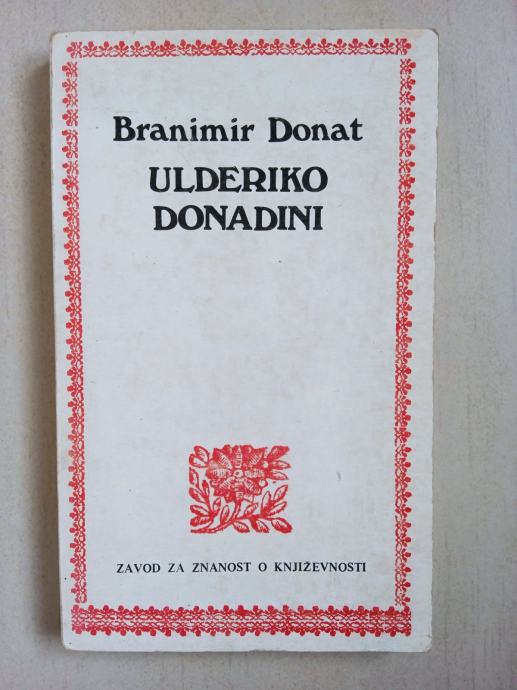 Branimir Donat
ULDERIKO
DONADINI
ZAVOD ZA ZNANOST O KNJIŽEVNOSTI